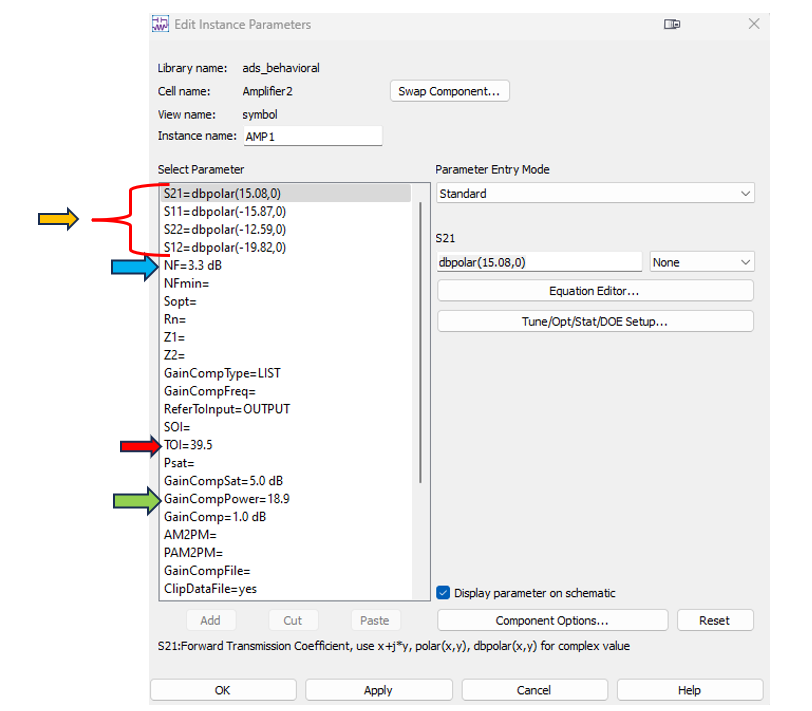 Edit Instance Parameters
Library name: ads_behavioral
Cell name: Amplifier2
Swap Component...
View name: symbol
Instance name: AMP1
Select Parameter
Parameter Entry Mode
S21=dbpolar(15.08,0)
Standard
S11=dbpolar(-15.87,0)
S22=dbpolar(-12.59,0)
S21
S12=dbpolar(-19.82,0)
NF=3.3 dB
dbpolar(15.08,0)
None
NFmin=
Sopt=
Equation Editor...
Rn=
Tune/Opt/Stat/DOE Setup...
Z1=
Z2=
GainCompType=LIST
GainCompFreq=
ReferToInput=OUTPUT
SOI=
TOI=39.5
Psat=
GainCompSat=5.0 dB
GainCompPower=18.9
GainComp=1.0 dB
AM2PM=
PAM2PM=
GainCompFile=
ClipDataFile=yes
Display parameter on schematic
Add
Cut
Paste
Component Options...
Reset
S21:Forward Transmission Coefficient, use x+j*y, polar(x,y), dbpolar(x,y) for complex value
OK
Apply
Cancel
Help